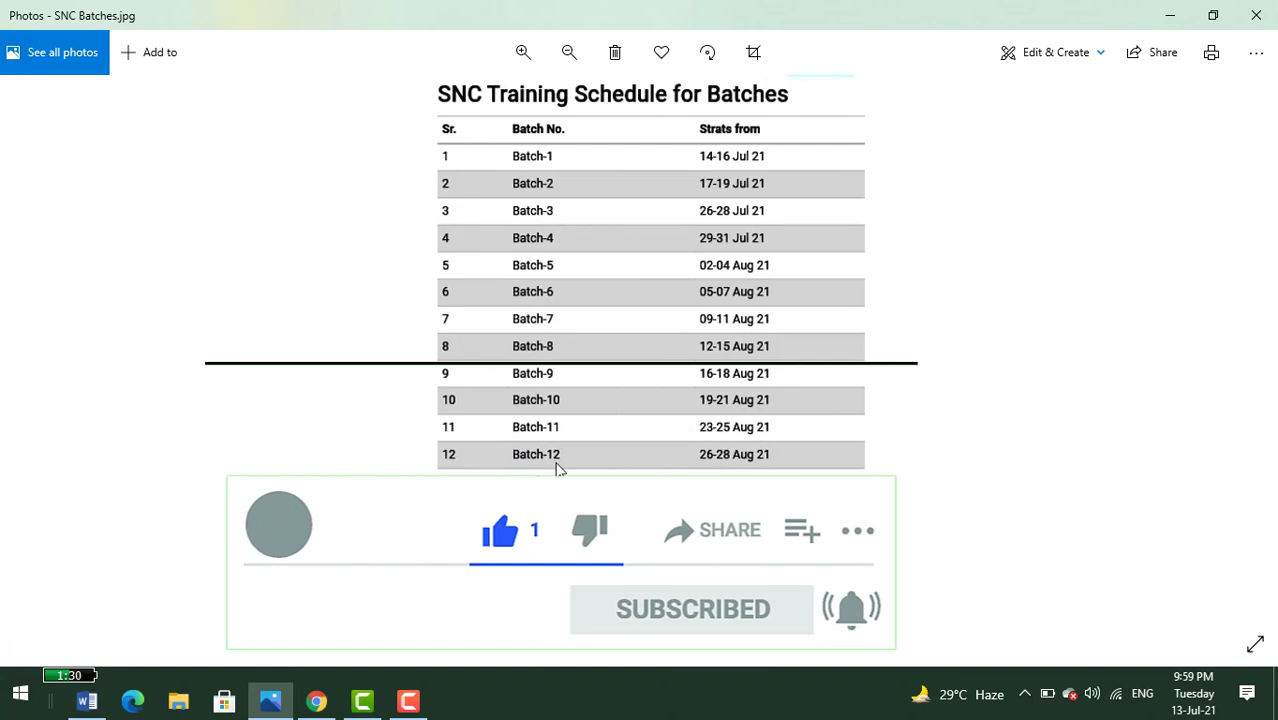 Photos - SNC Batches.jpg
See all photos Add to Edit & Create Share
SNC Training Schedule for Batches
Sr. Batch No. Strats from
1 Batch-1 14-16 Jul 21
2 Batch-2 17-19 Jul 21
3 Batch-3 26-28 Jul 21
4 Batch-4 29-31 Jul 21
5 Batch-5 02-04 Aug 21
6 Batch-6 05-07 Aug 21
7 Batch-7 09-11 Aug 21
8 Batch-8 12-15 Aug 21
9 Batch-9 16-18 Aug 21
10 Batch-10 19-21 Aug 21
11 Batch-11 23-25 Aug 21
12 Batch-12 26-28 Aug 21
1 SHARE
SUBSCRIBED
1:30
29°C Haze ENG
9:59 PM
Tuesday
13-Jul-21